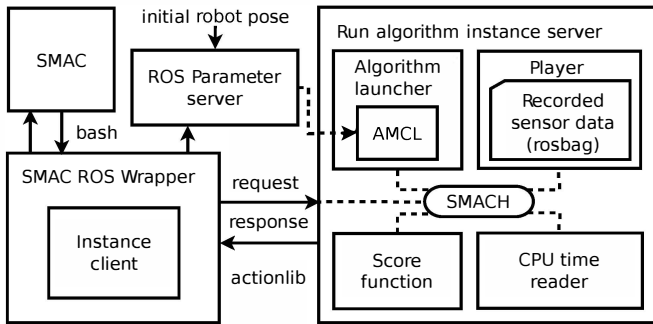 initial robot pose
SMAC
ROS Parameter
server
bash
SMAC ROS Wrapper
Instance
client
request
response
actionlib
Run algorithm instance server
Algorithm
launcher
AMCL
Player
Recorded
sensor data
(rosbag)
SMACH
Score
function
CPU time
reader